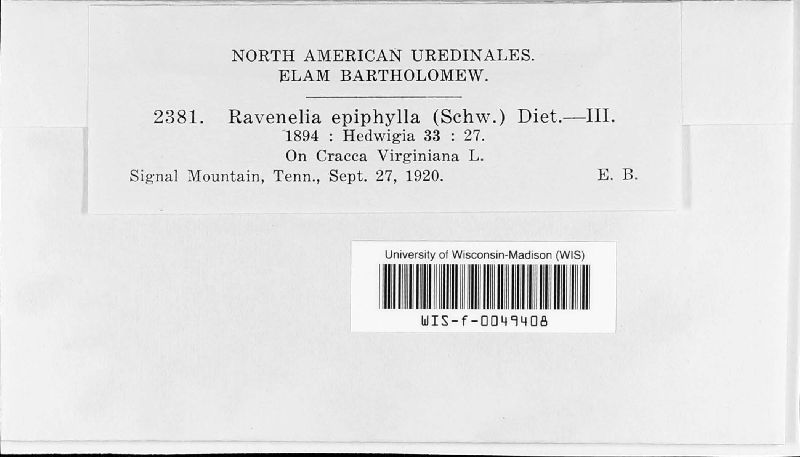 NORTH AMERICAN UREDINALES.
ELAM BARTHOLOMEW.
2381. Ravenelia epiphylla (Schw.) Diet.—III.
1894 : Hedwigia 33 : 27.
On Cracca Virginiana L.
Signal Mountain, Tenn., Sept. 27, 1920. E. B.
University of Wisconsin-Madison (WIS)
WIS-f-0049408